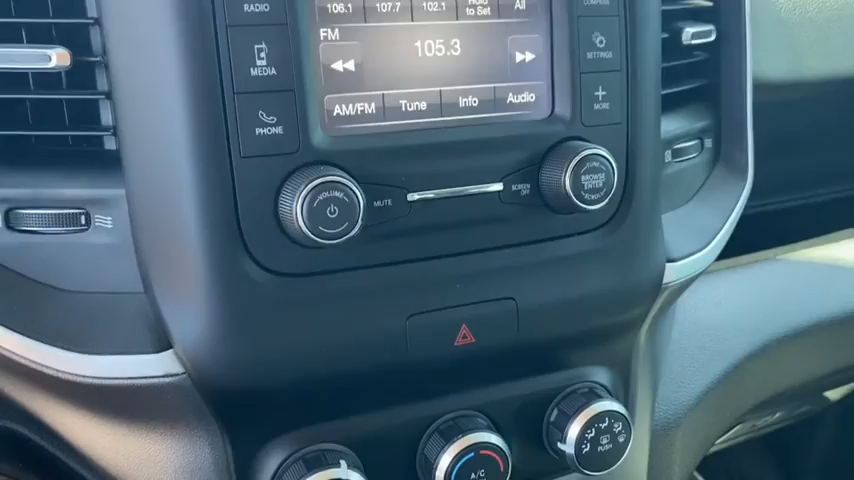 RADIO
MEDIA
PHONE
106.1 107.7 102.1 Hold to Set All
FM
105.3
AM/FM Tune Info Audio
COMPASS
SETTINGS
MORE
VOLUME
MUTE
SCREEN OFF
TUNE
BROWSE
ENTER
SCROLL
A/C
PUSH